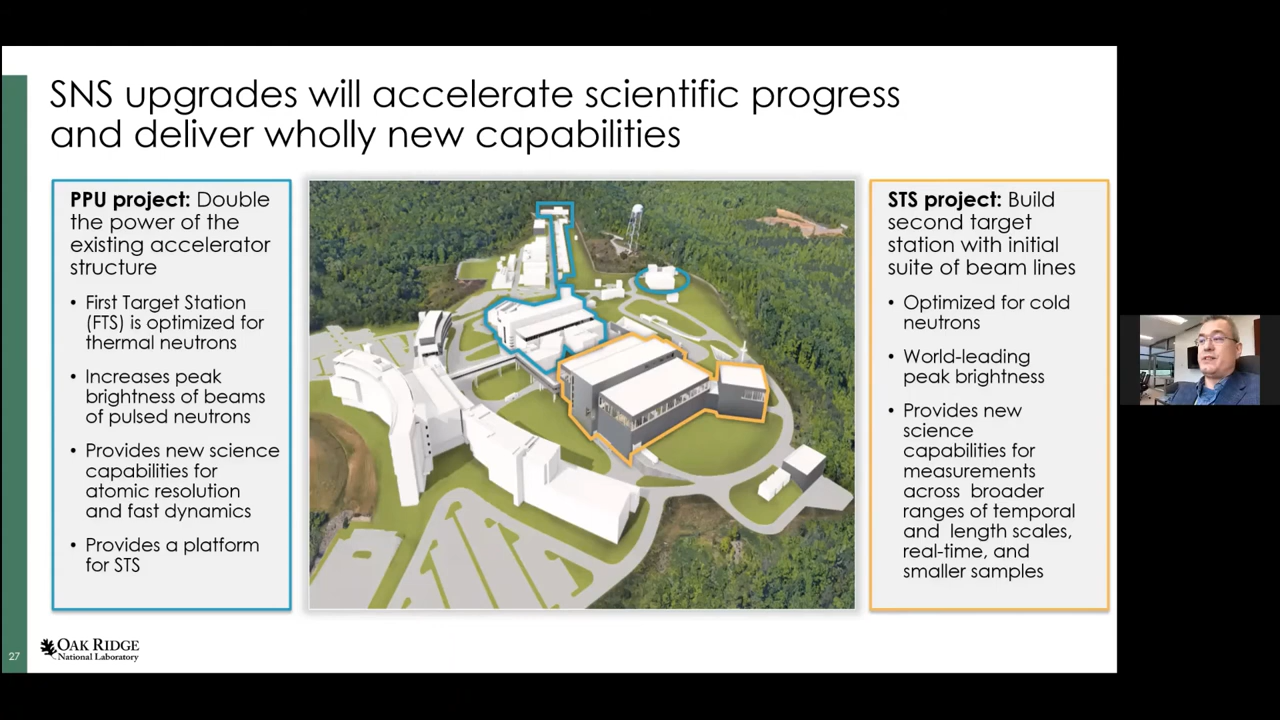 SNS upgrades will accelerate scientific progress
and deliver wholly new capabilities
PPU project: Double
the power of the
existing accelerator
structure
• First Target Station
(FTS) is optimized for
thermal neutrons
• Increases peak
brightness of beams
of pulsed neutrons
• Provides new science
capabilities for
atomic resolution
and fast dynamics
• Provides a platform
for STS
STS project: Build
second target
station with initial
suite of beam lines
• Optimized for cold
neutrons
• World-leading
peak brightness
• Provides new
science
capabilities for
measurements
across broader
ranges of temporal
and length scales,
real-time, and
smaller samples
27
OAK RIDGE
National Laboratory